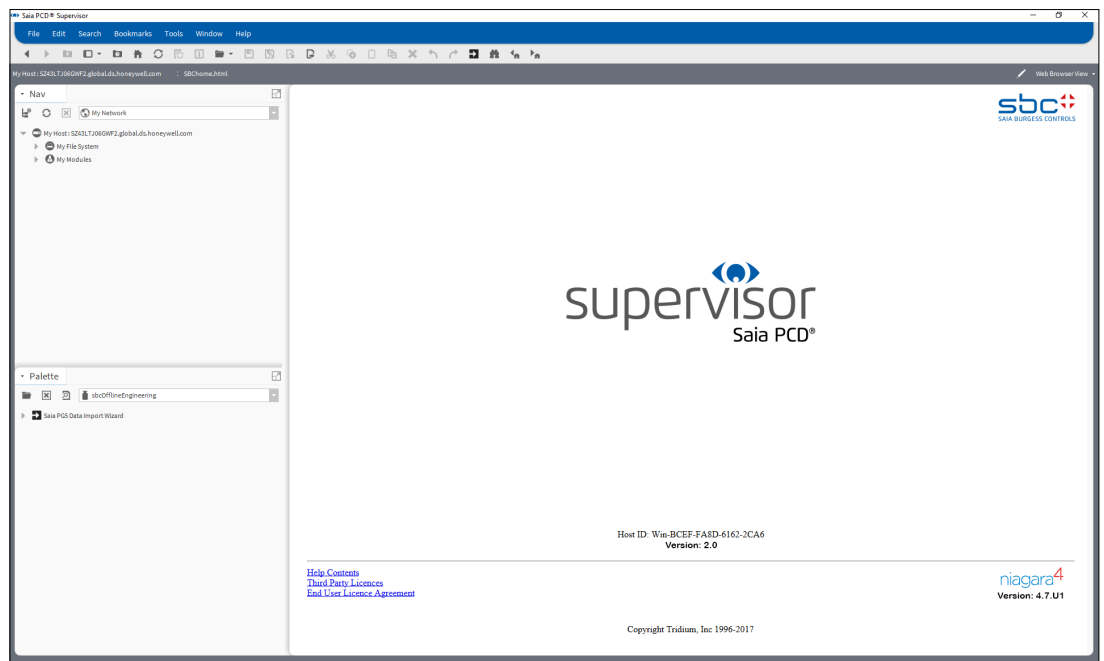 Saia PCD® Supervisor
File Edit Search Bookmarks Tools Window Help
My Host : SZ43LTJ06GWF2.global.ds.honeywell.com : SBChome.html
Web Browser View
Nav
My Network
My Host : SZ43LTJ06GWF2.global.ds.honeywell.com
My File System
My Modules
Palette
sbcOfflineEngineering
Saia PG5 Data Import Wizard
sbc
SAIA BURGESS CONTROLS
supervisor
Saia PCD®
Host ID: Win-BCEF-FA8D-6162-2CA6
Version: 2.0
Help Contents
Third Party Licences
End User Licence Agreement
niagara4
Version: 4.7.U1
Copyright Tridium, Inc 1996-2017